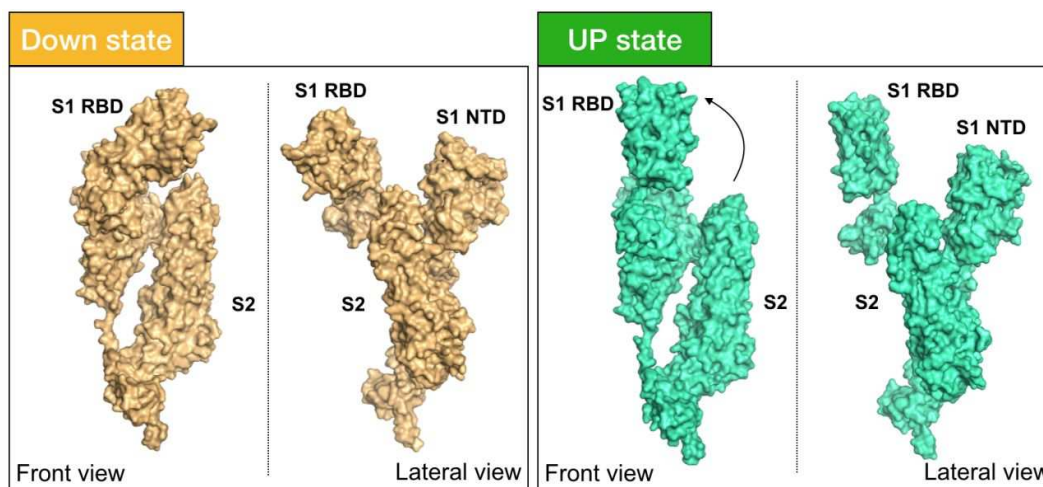 Down state
S1 RBD
S1 RBD
S1 NTD
S2
S2
Front view
Lateral view
UP state
S1 RBD
S1 RBD
S1 NTD
S2
S2
Front view
Lateral view